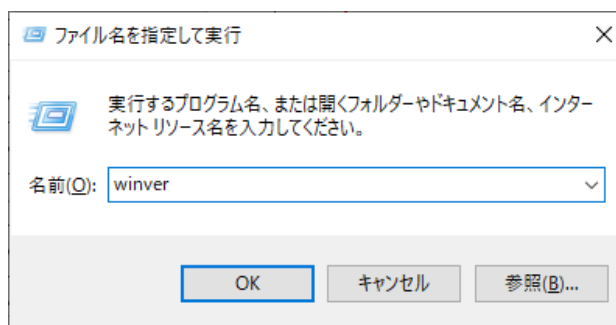 ファイル名を指定して実行
実行するプログラム名、または開くフォルダーやドキュメント名、インター
ネット リソース名を入力してください。
名前(O): winver
OK キャンセル 参照(B)...